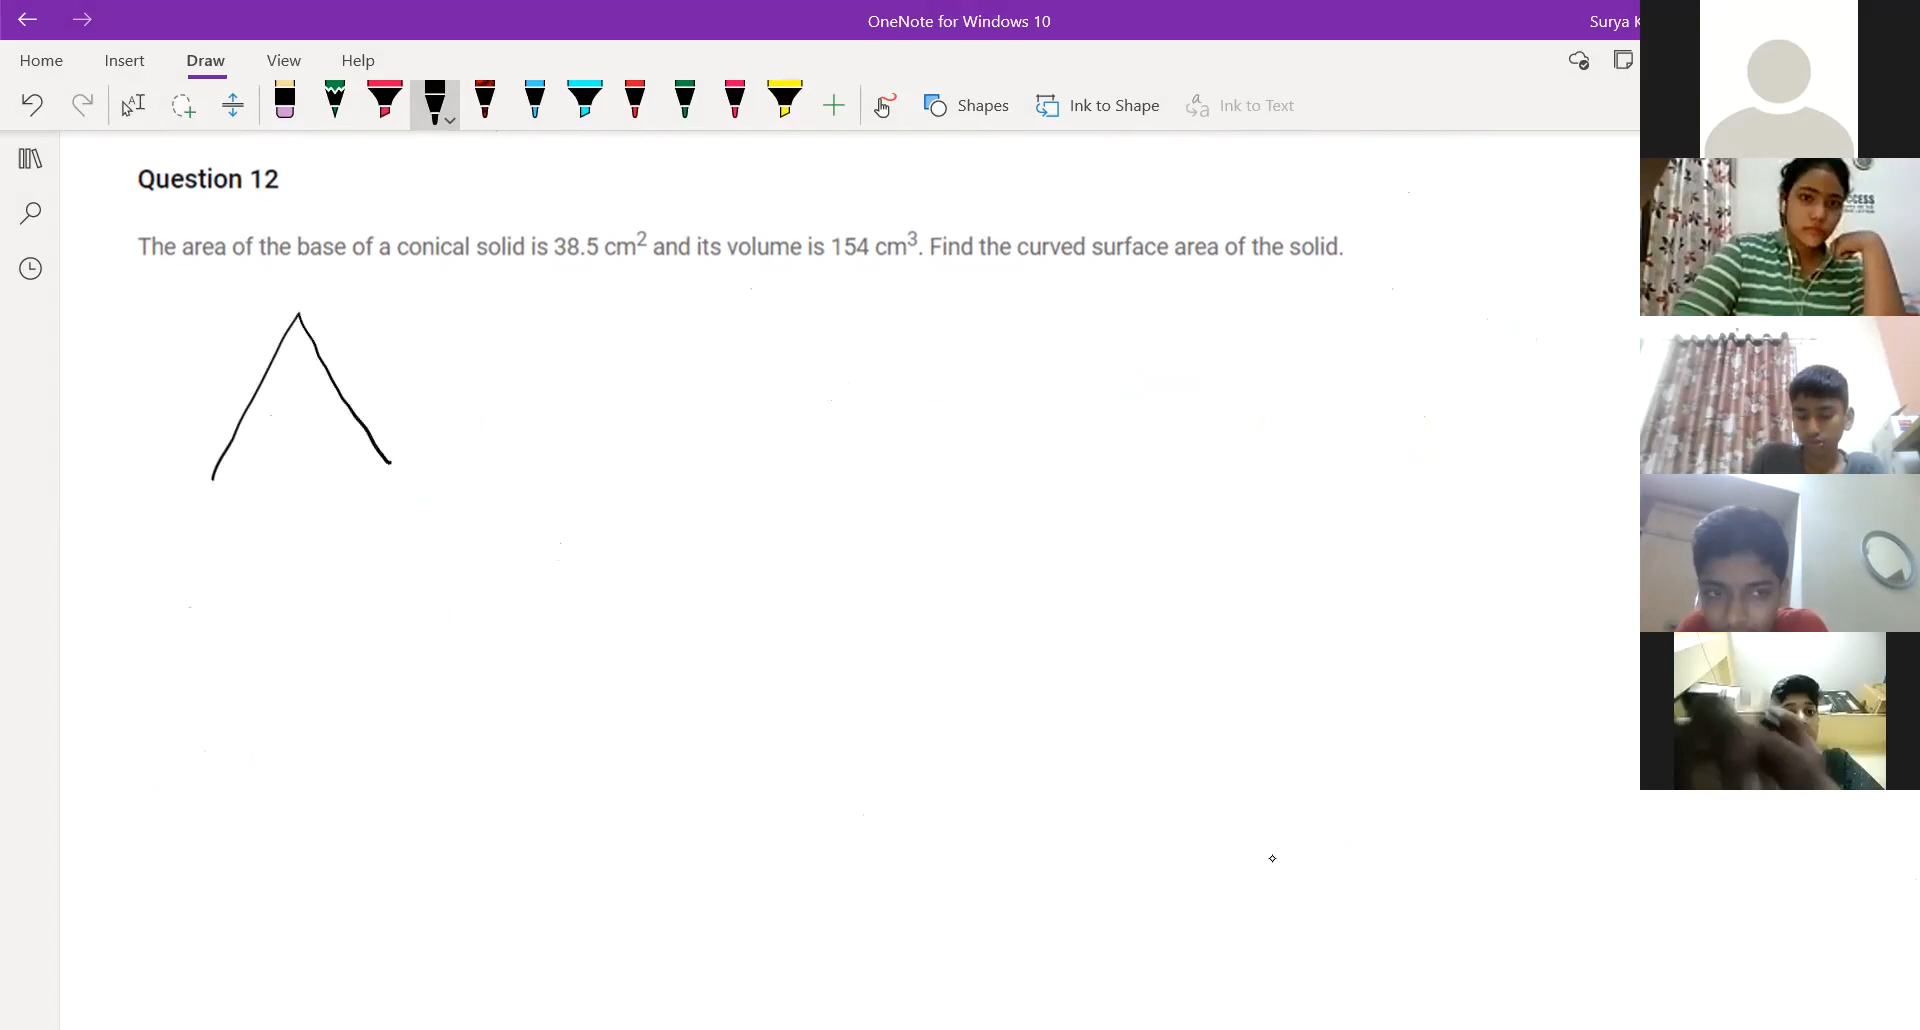 OneNote for Windows 10
Surya K
Home Insert Draw View Help
Shapes Ink to Shape Ink to Text
Question 12
The area of the base of a conical solid is 38.5 cm² and its volume is 154 cm³. Find the curved surface area of the solid.